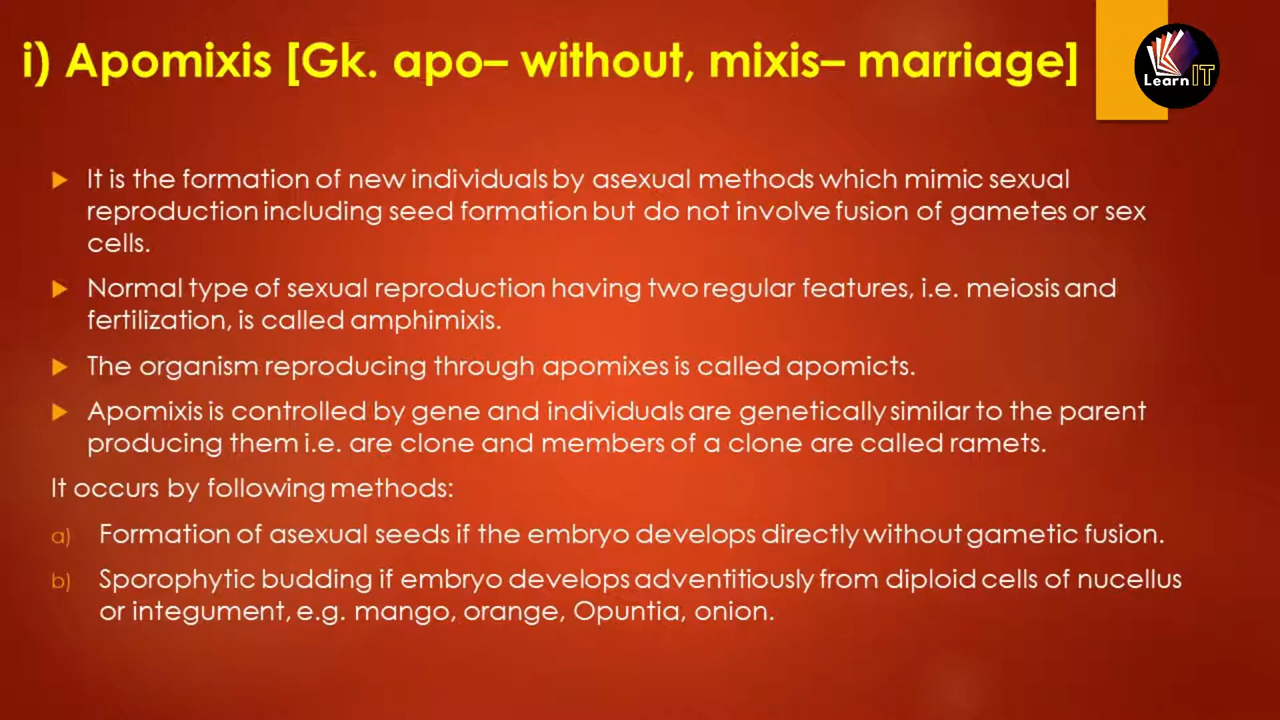 i) Apomixis [Gk. apo– without, mixis– marriage]
Learn IT
It is the formation of new individuals by asexual methods which mimic sexual
reproduction including seed formation but do not involve fusion of gametes or sex
cells.
Normal type of sexual reproduction having two regular features, i.e. meiosis and
fertilization, is called amphimixis.
The organism reproducing through apomixes is called apomicts.
Apomixis is controlled by gene and individuals are genetically similar to the parent
producing them i.e. are clone and members of a clone are called ramets.
It occurs by following methods:
a) Formation of asexual seeds if the embryo develops directly without gametic fusion.
b) Sporophytic budding if embryo develops adventitiously from diploid cells of nucellus
or integument, e.g. mango, orange, Opuntia, onion.